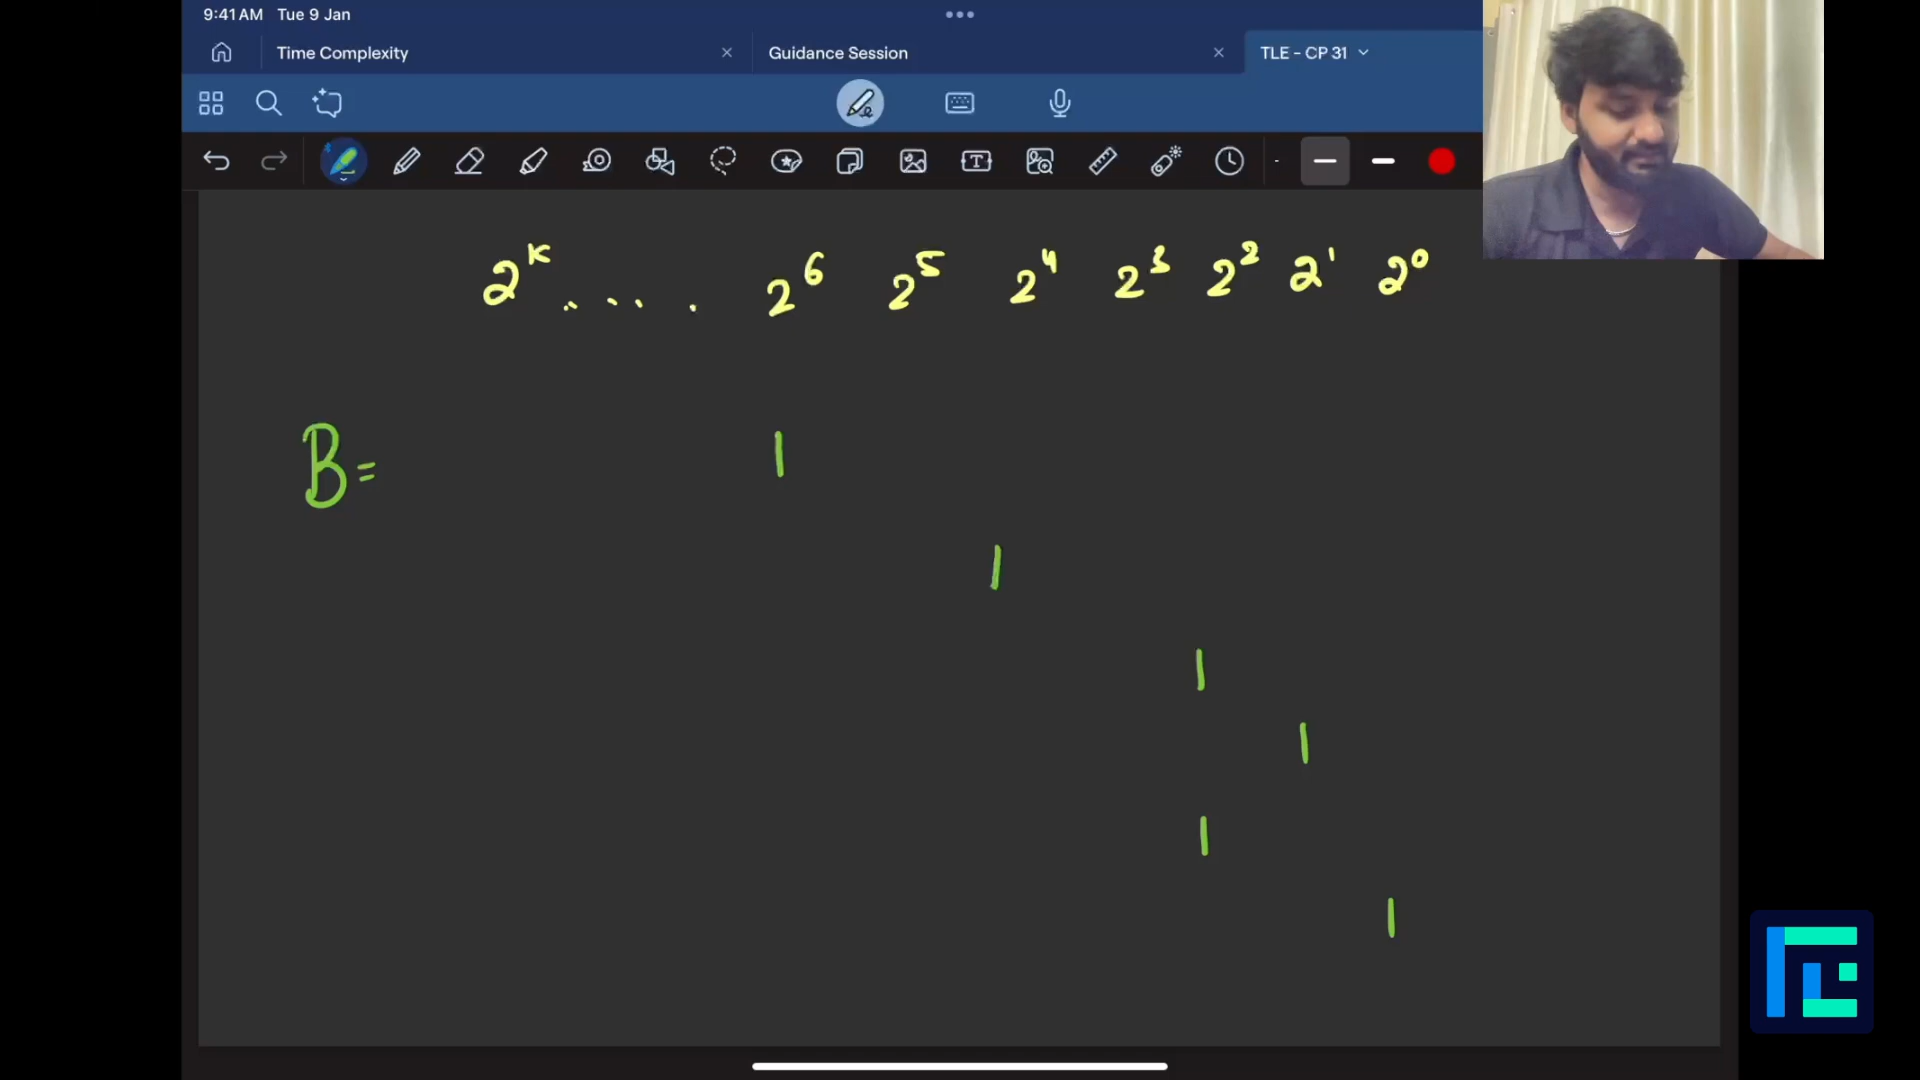 9:41 AM Tue 9 Jan
Time Complexity
Guidance Session
TLE - CP 31
2^k .... . 2^6 2^5 2^4 2^3 2^2 2^1 2^0
B= 1
1
1
1
1
1